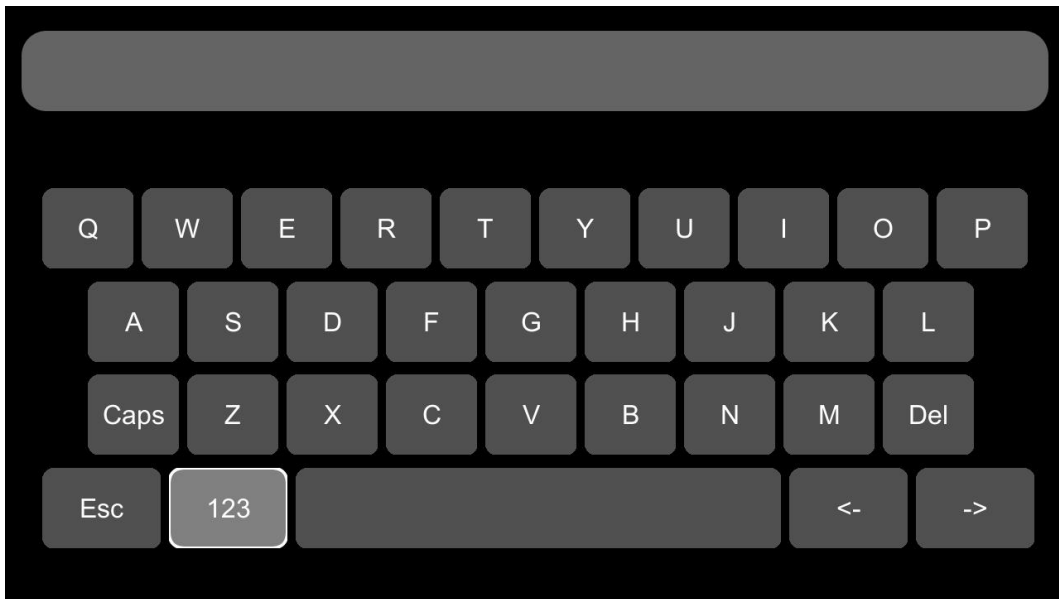 Q W E R T Y U I O P
A S D F G H J K L
Caps Z X C V B N M Del
Esc 123 <- ->